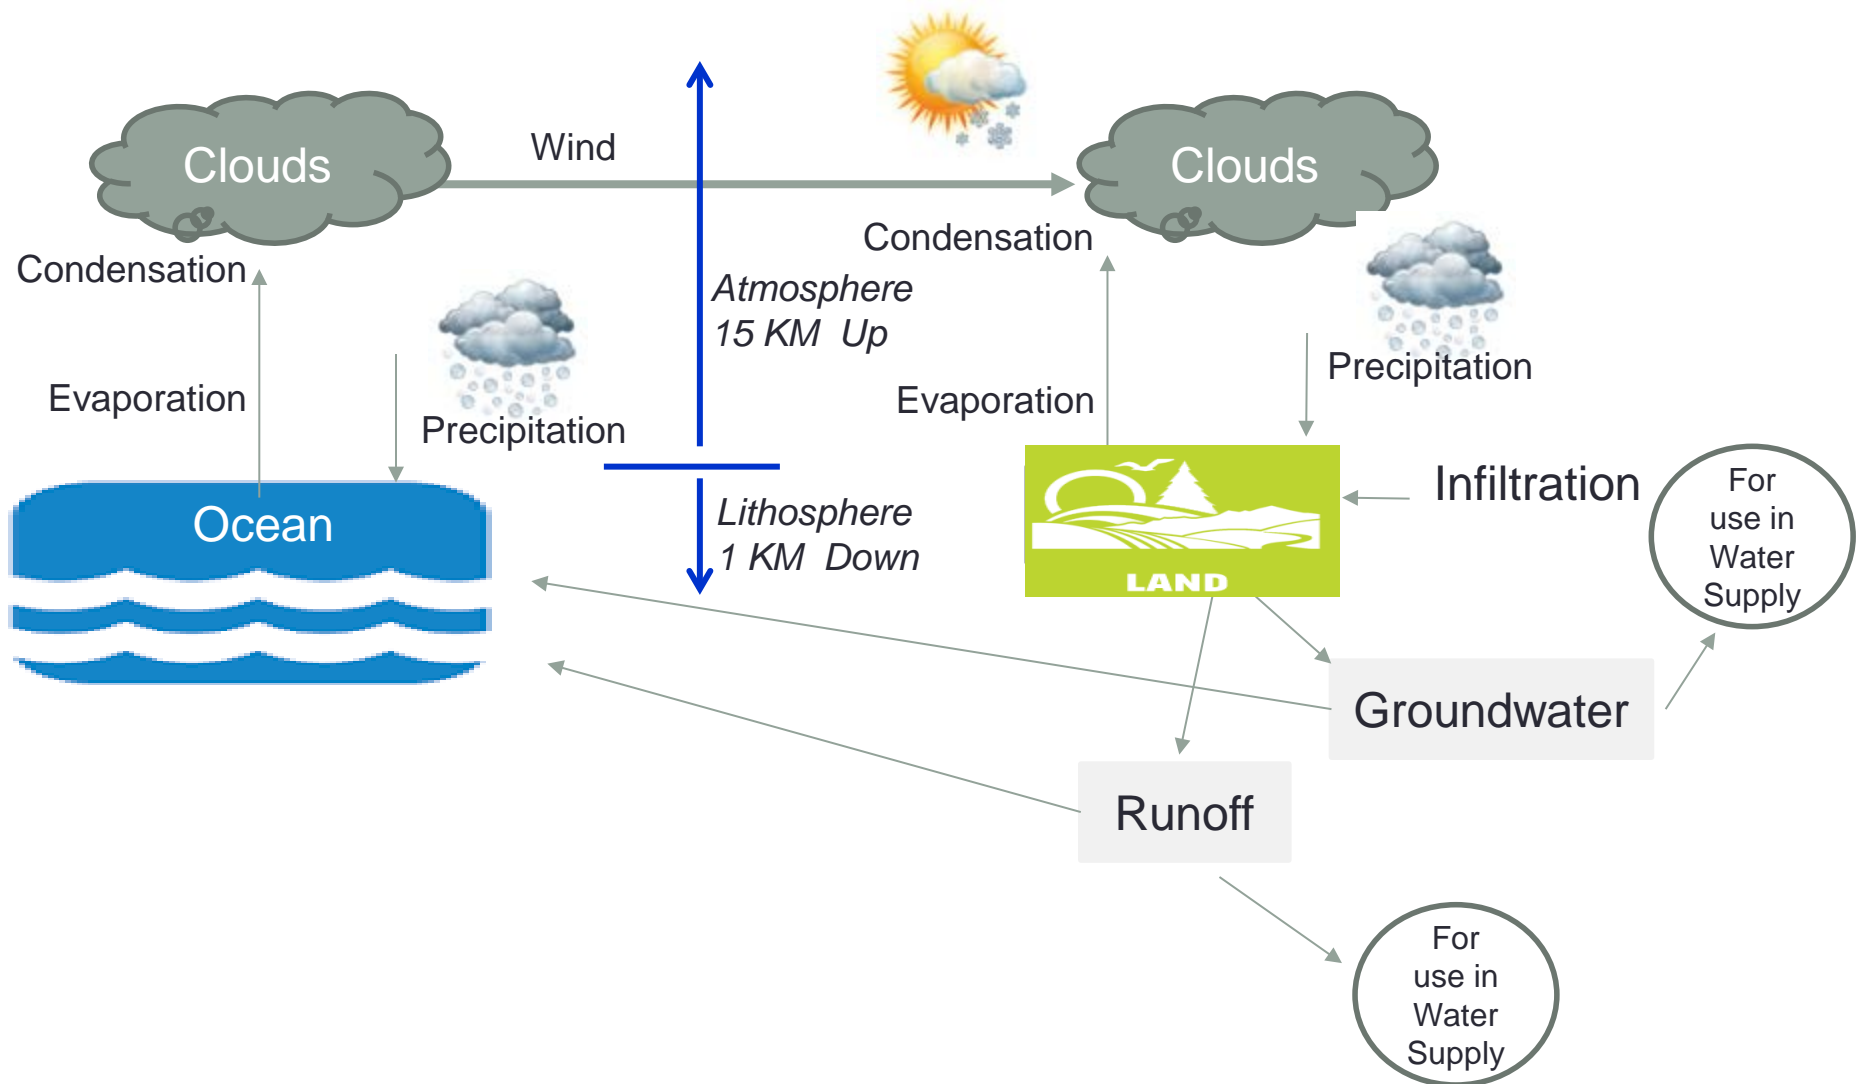 Clouds
Wind
Clouds
Condensation
Condensation
Atmosphere
15 KM Up
Evaporation
Precipitation
Evaporation
Precipitation
Ocean
Lithosphere
1 KM Down
LAND
Infiltration
For
use in
Water
Supply
Groundwater
Runoff
For
use in
Water
Supply